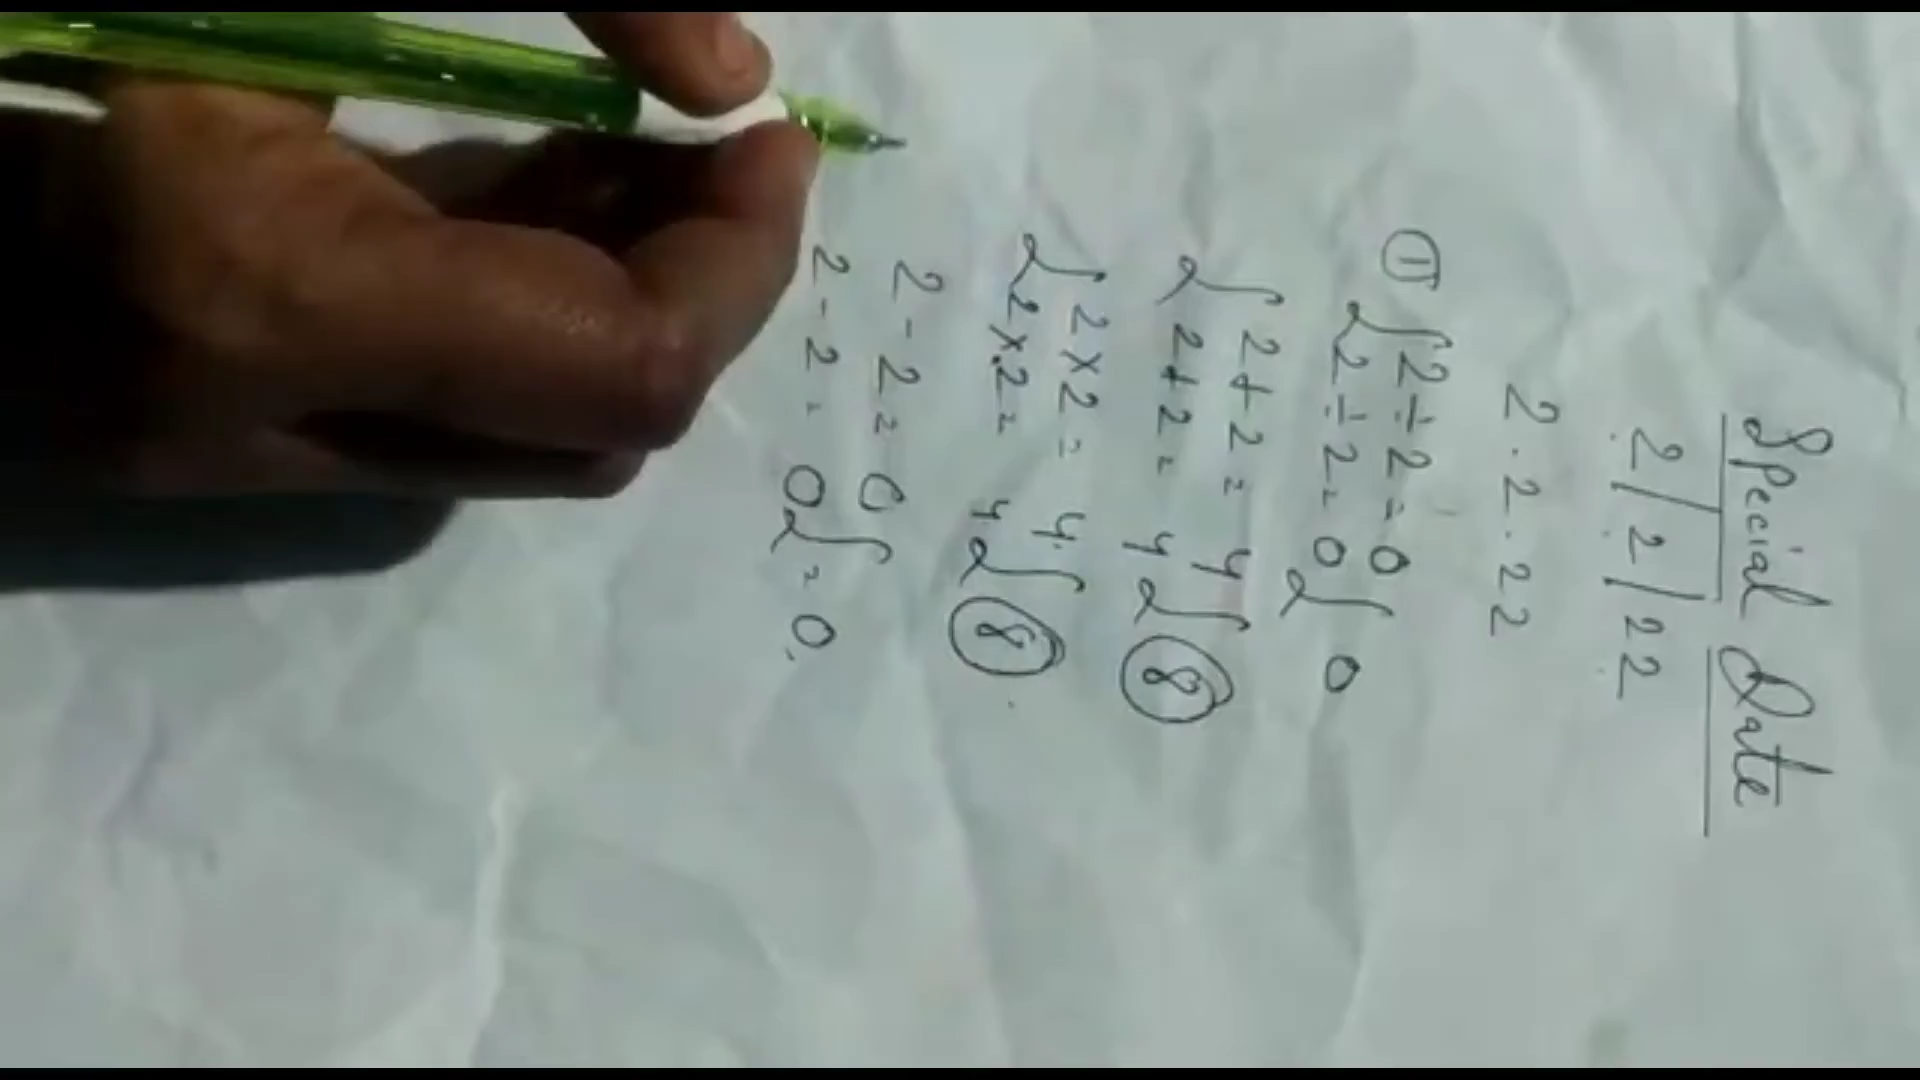 Special Date
2/2/22
2.2.22
① { 2÷2=0
{ 2÷2=0 } 0
{ 2+2= 4
{ 2+2= 4 } 8
{ 2×2= 4
{ 2×2= 4 } 8
2-2= 0
2-2= 0 } = 0